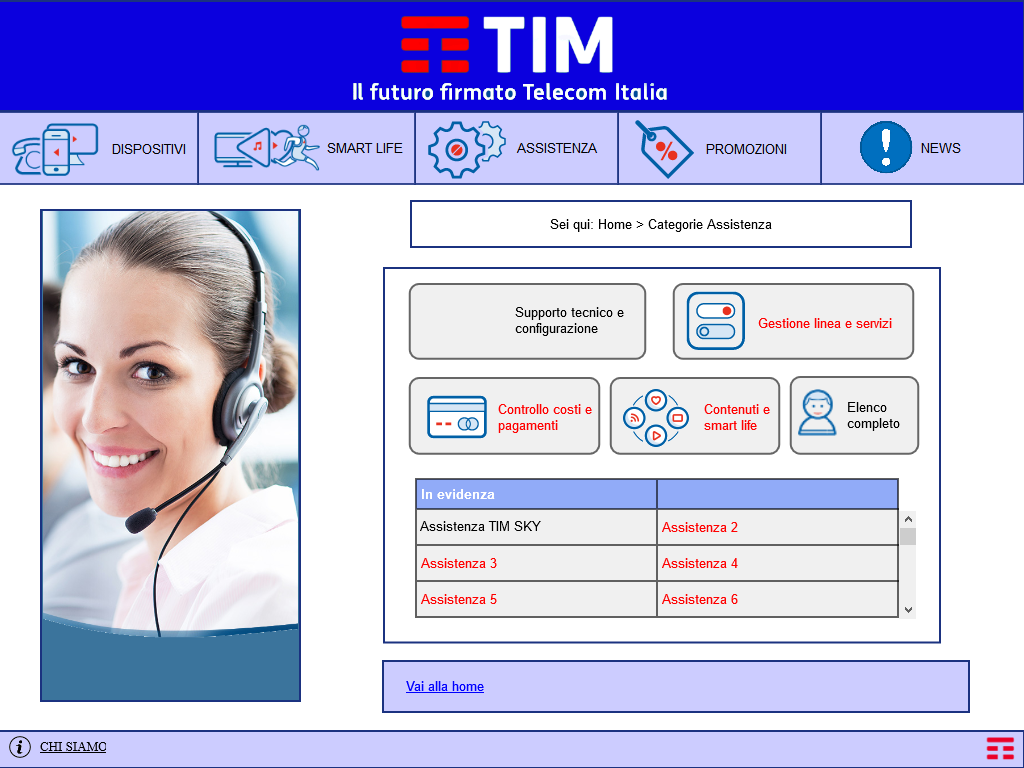 TIM
Il futuro firmato Telecom Italia
DISPOSITIVI
SMART LIFE
ASSISTENZA
PROMOZIONI
NEWS
Sei qui: Home > Categorie Assistenza
Supporto tecnico e
configurazione
Gestione linea e servizi
Controllo costi e
pagamenti
Contenuti e
smart life
Elenco
completo
In evidenza
Assistenza TIM SKY
Assistenza 2
Assistenza 3
Assistenza 4
Assistenza 5
Assistenza 6
Vai alla home
CHI SIAMO